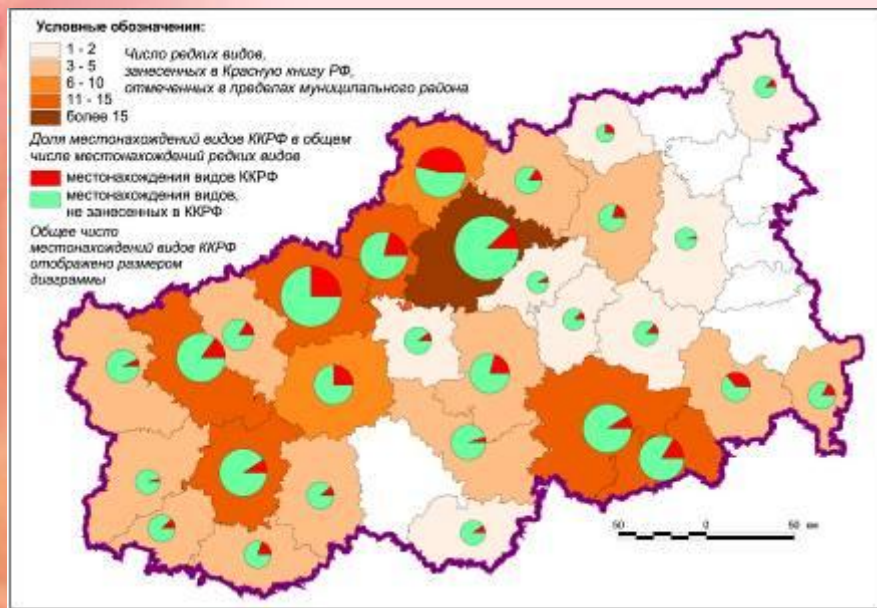 Условные обозначения:
1 - 2
3 - 5
6 - 10
11 - 15
более 15
Число редких видов,
занесенных в Красную книгу РФ,
отмеченных в пределах муниципального района
Доля местонахождений видов ККРФ в общем
числе местонахождений редких видов
местонахождения видов ККРФ
местонахождения видов,
не занесенных в ККРФ
Общее число
местонахождений видов ККРФ
отображено размером
диаграммы
50 0 50 км